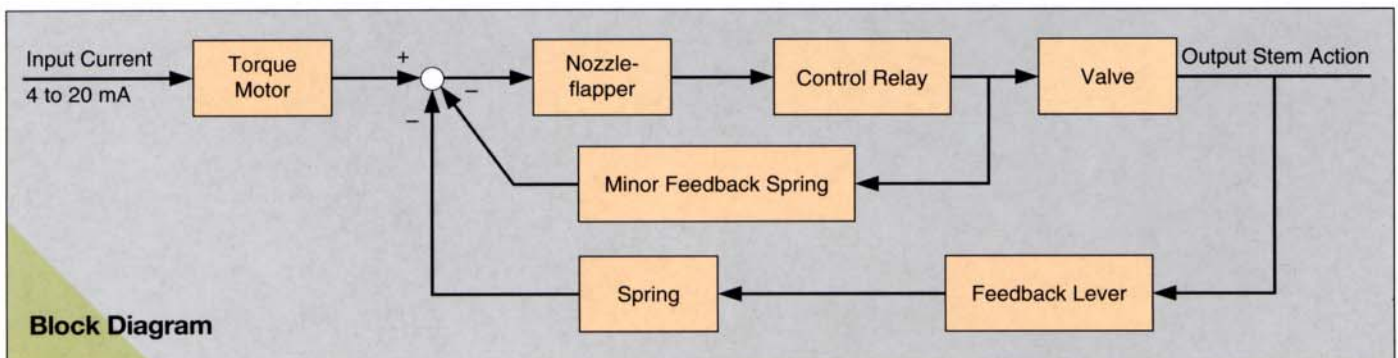 Input Current
4 to 20 mA
Torque
Motor
+
−
−
Nozzle-
flapper
Control Relay
Valve
Output Stem Action
Minor Feedback Spring
Spring
Feedback Lever
Block Diagram